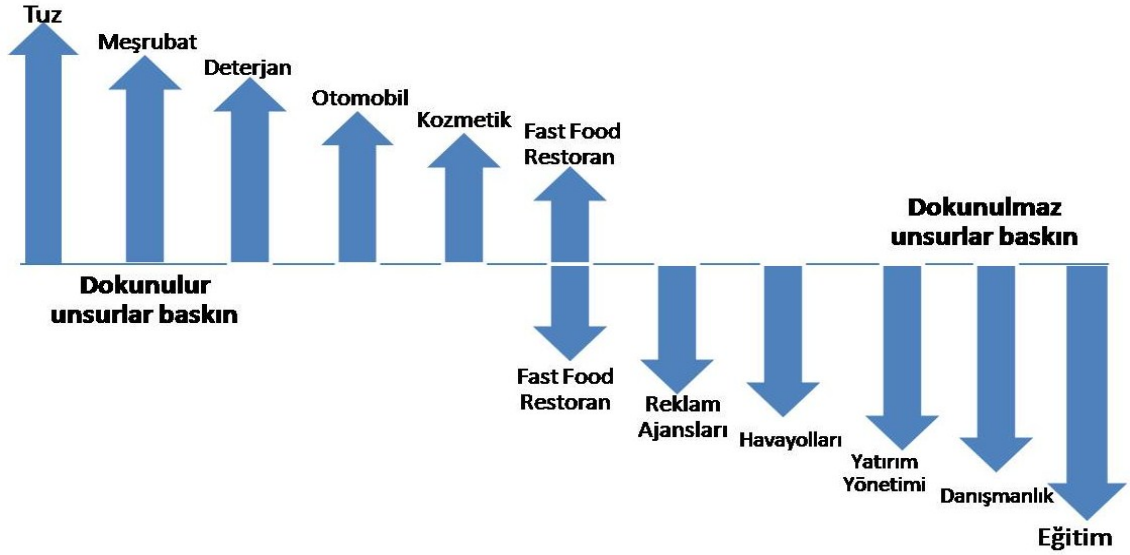 Tuz
Meşrubat
Deterjan
Otomobil
Kozmetik
Fast Food
Restoran
Dokunulmaz
unsurlar baskın
Dokunulur
unsurlar baskın
Fast Food
Restoran
Reklam
Ajansları
Havayolları
Yatırım
Yönetimi
Danışmanlık
Eğitim